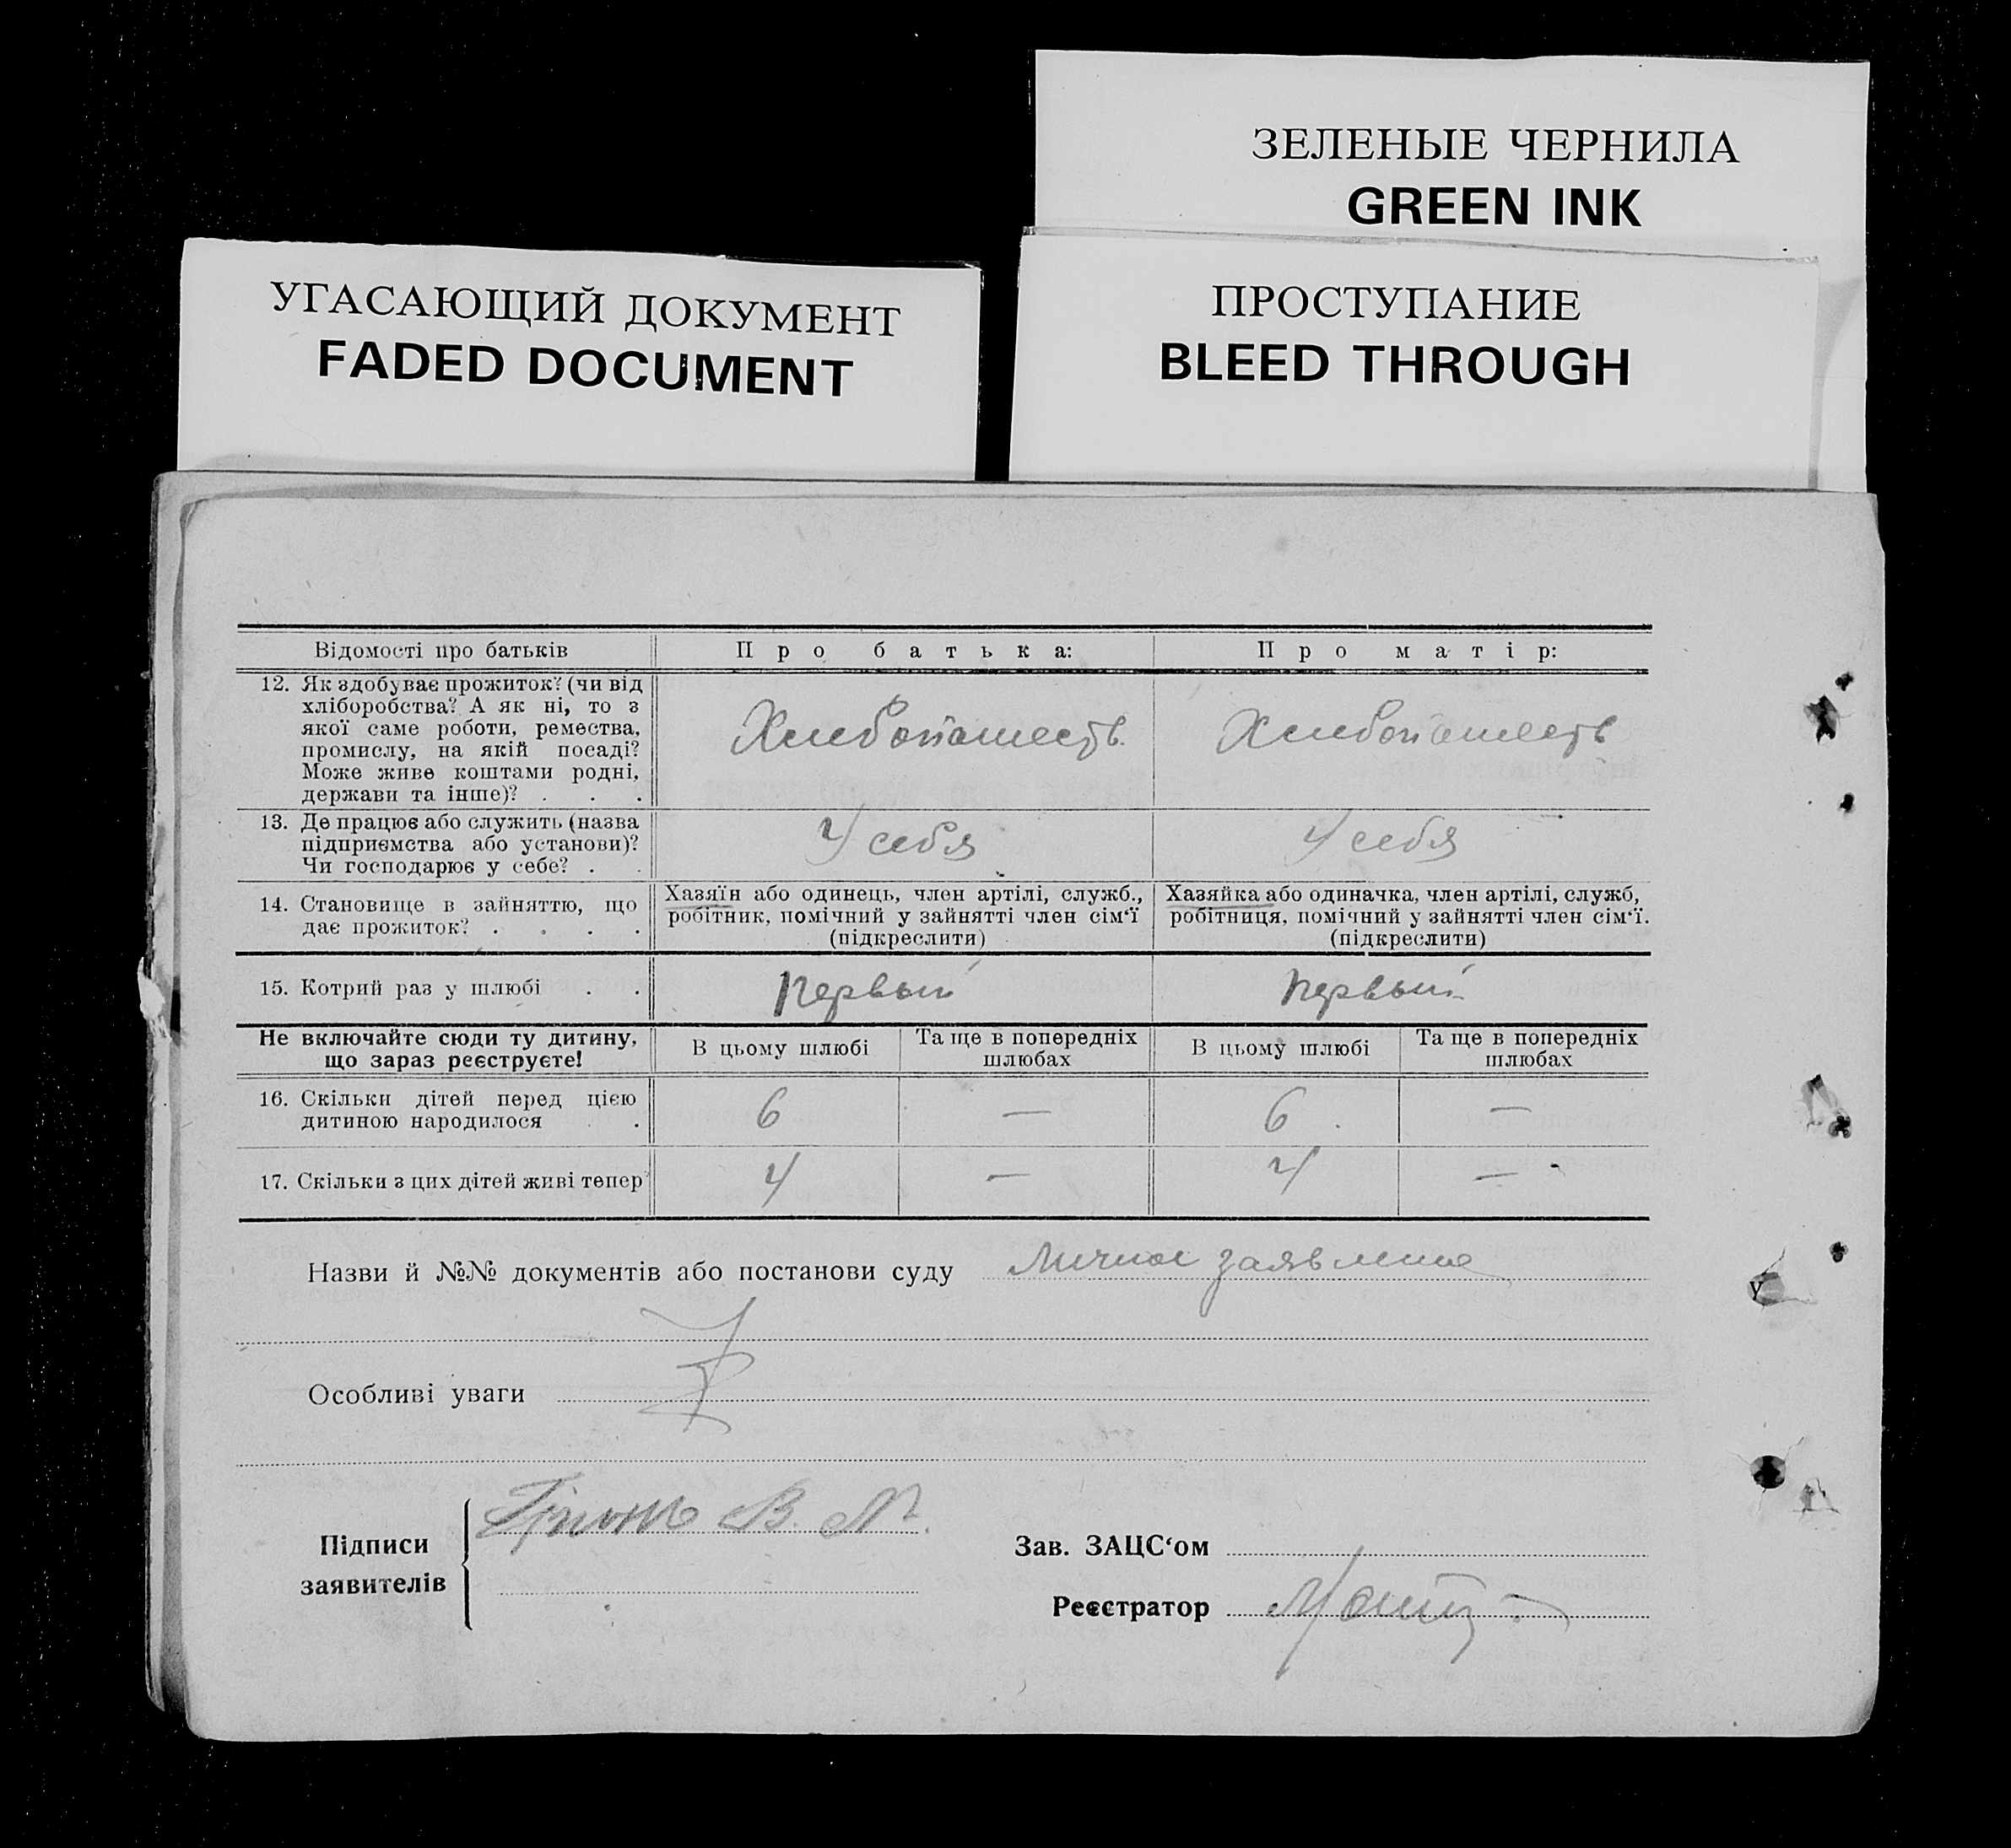 ЗЕЛЕНЫЕ ЧЕРНИЛА
GREEN INK
УГАСАЮЩИЙ ДОКУМЕНТ
FADED DOCUMENT
ПРОСТУПАНИЕ
BLEED THROUGH
Відомості про батьків
Про батька:
Про матір:
12. Як здобуває прожиток? (чи від
хліборобства? А як ні, то з
якої саме роботи, ремества,
промислу, на якій посаді?
Може живе коштами родні,
держави та інше)? . . .
Хлебопашеств.
Хлебопашеств
13. Де працює або служить (назва
підприємства або установи)?
Чи господарює у себе? . .
У себя
У себя
14. Становище в зайняттю, що
дає прожиток? . . . .
Хазяїн або одинець, член артілі, служб.,
робітник, помічний у зайнятті член сім‘ї
(підкреслити)
Хазяйка або одиначка, член артілі, служб,
робітниця, помічний у зайнятті член сім‘ї.
(підкреслити)
15. Котрий раз у шлюбі . .
первый
первый
Не включайте сюди ту дитину,
що зараз реєструєте!
В цьому шлюбі
Та ще в попередніх
шлюбах
В цьому шлюбі
Та ще в попередніх
шлюбах
16. Скільки дітей перед цією
дитиною народилося .
6
—
6
—
17. Скільки з цих дітей живі тепер
4
—
4
—
Назви й №№ документів або постанови суду Личное заявление
Особливі уваги
Підписи
заявителів
В.
Зав. ЗАЦС‘ом
Реєстратор